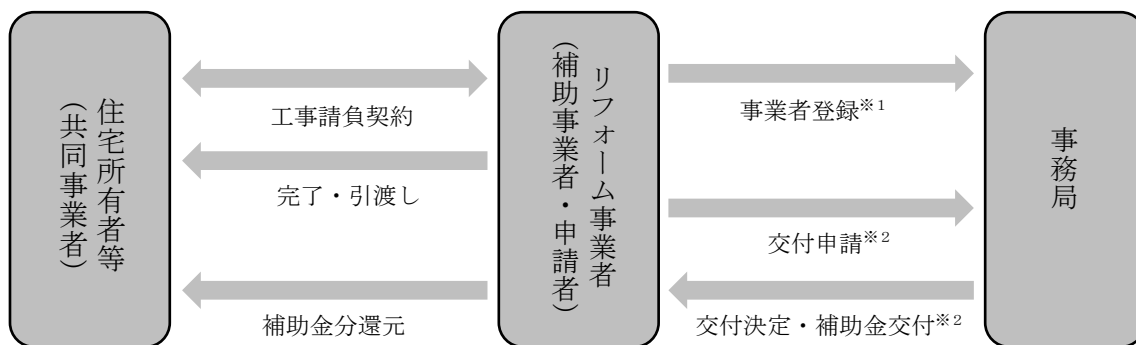 住宅所有者等
（共同事業者）
工事請負契約
完了・引渡し
補助金分還元
リフォーム事業者
（補助事業者・申請者）
事業者登録※1
交付申請※2
交付決定・補助金交付※2
事務局